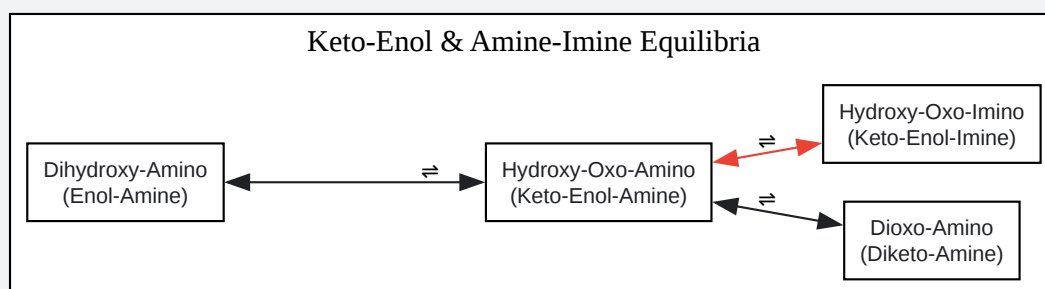 Keto-Enol & Amine-Imine Equilibria
Dihydroxy-Amino
(Enol-Amine)
⇌
Hydroxy-Oxo-Amino
(Keto-Enol-Amine)
⇌
Hydroxy-Oxo-Imino
(Keto-Enol-Imine)
⇌
Dioxo-Amino
(Diketo-Amine)